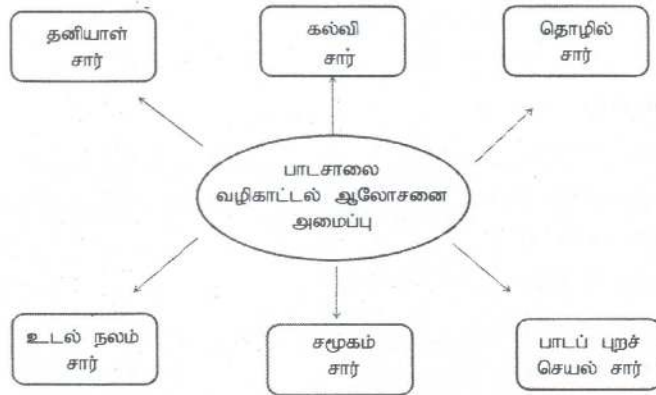 தனியாள்
சார்
கல்வி
சார்
தொழில்
சார்
பாடசாலை
வழிகாட்டல் ஆலோசனை
அமைப்பு
உடல் நலம்
சார்
சமூகம்
சார்
பாடப் புறச்
செயல் சார்